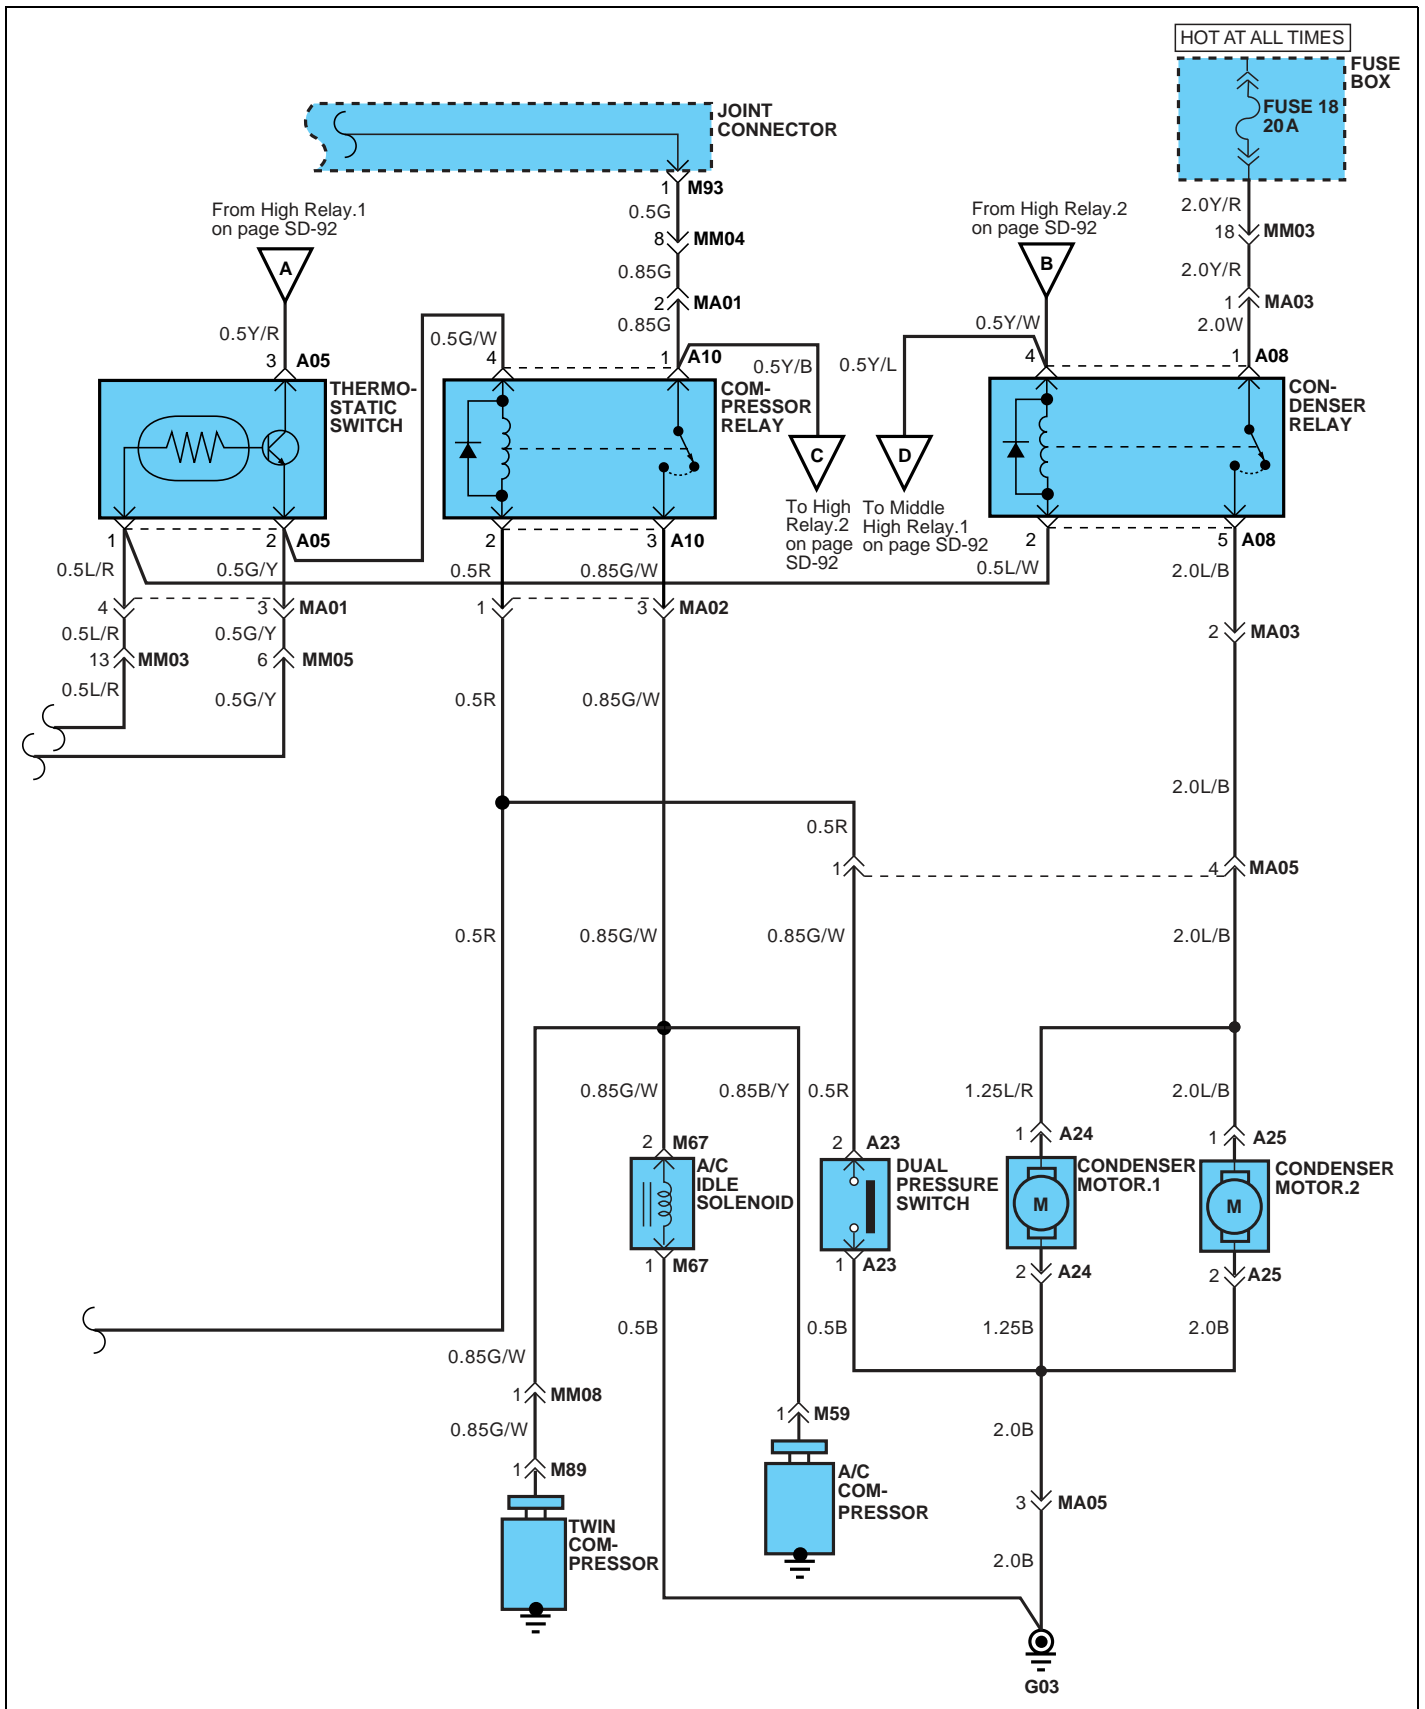 HOT AT ALL TIMES
FUSE
BOX
FUSE 18
20A
JOINT
CONNECTOR
1 M93
0.5G
8 MM04
0.85G
2 MA01
0.85G
From High Relay.1
on page SD-92
A
0.5Y/R
3 A05
From High Relay.2
on page SD-92
B
0.5Y/W
2.0Y/R
18 MM03
2.0Y/R
1 MA03
2.0W
0.5G/W
4
1 A10
0.5Y/B
0.5Y/L
4
1 A08
THERMO-
STATIC
SWITCH
COM-
PRESSOR
RELAY
CON-
DENSER
RELAY
C
D
To High
Relay.2
on page
SD-92
To Middle
High Relay.1
on page SD-92
1
2 A05
2
3 A10
2
5 A08
0.5L/R
0.5G/Y
0.5R
0.85G/W
0.5L/W
2.0L/B
4
3 MA01
1
3 MA02
2 MA03
0.5L/R
0.5G/Y
13 MM03
6 MM05
0.5L/R
0.5G/Y
0.5R
0.85G/W
2.0L/B
0.5R
1
4 MA05
0.5R
0.85G/W
0.85G/W
2.0L/B
0.85G/W
0.85B/Y
0.5R
1.25L/R
2.0L/B
2 M67
2 A23
1 A24
1 A25
A/C
IDLE
SOLENOID
DUAL
PRESSURE
SWITCH
CONDENSER
MOTOR.1
M
CONDENSER
MOTOR.2
M
1 M67
1 A23
2 A24
2 A25
0.5B
0.5B
1.25B
2.0B
0.85G/W
1 MM08
0.85G/W
1 M89
1 M59
2.0B
A/C
COM-
PRESSOR
3 MA05
TWIN
COM-
PRESSOR
2.0B
G03